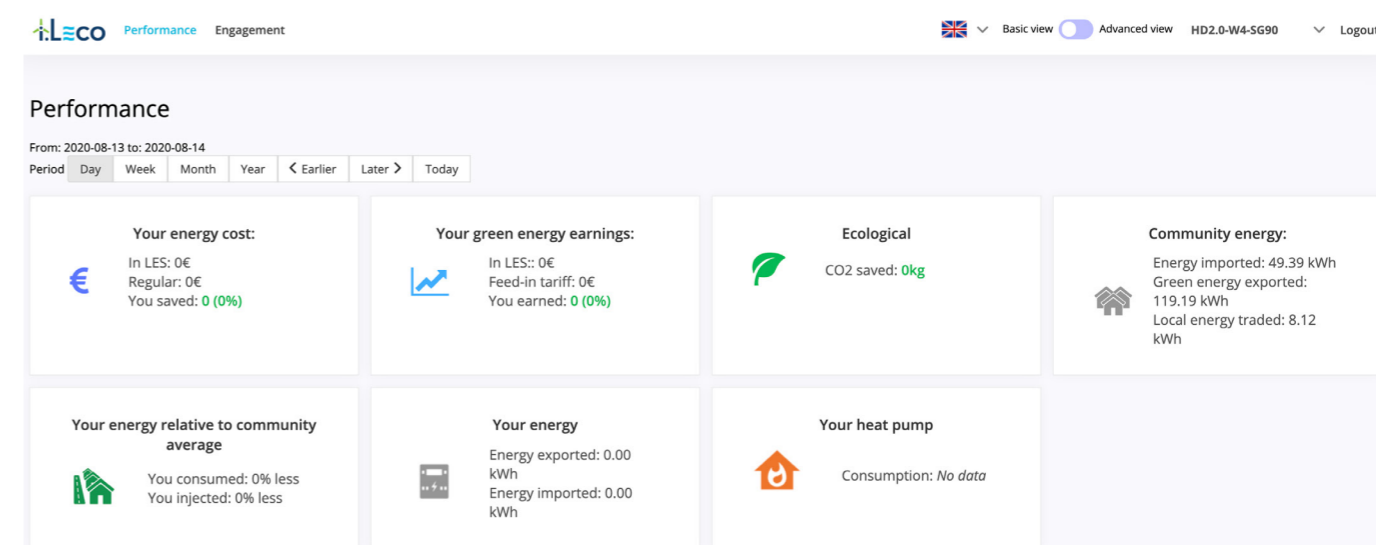 i.LECO Performance Engagement Basic view Advanced view HD2.0-W4-SG90 Logout
Performance
From: 2020-08-13 to: 2020-08-14
Period Day Week Month Year Earlier Later Today
Your energy cost:
In LES: 0€
Regular: 0€
You saved: 0 (0%)
Your green energy earnings:
In LES:: 0€
Feed-in tariff: 0€
You earned: 0 (0%)
Ecological
CO2 saved: 0kg
Community energy:
Energy imported: 49.39 kWh
Green energy exported:
119.19 kWh
Local energy traded: 8.12
kWh
Your energy relative to community
average
You consumed: 0% less
You injected: 0% less
Your energy
Energy exported: 0.00
kWh
Energy imported: 0.00
kWh
Your heat pump
Consumption: No data